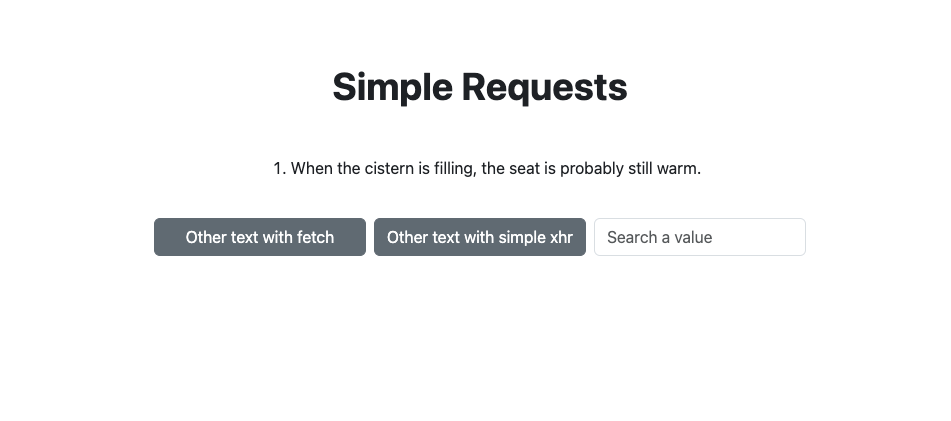 Simple Requests
1. When the cistern is filling, the seat is probably still warm.
Other text with fetch Other text with simple xhr Search a value